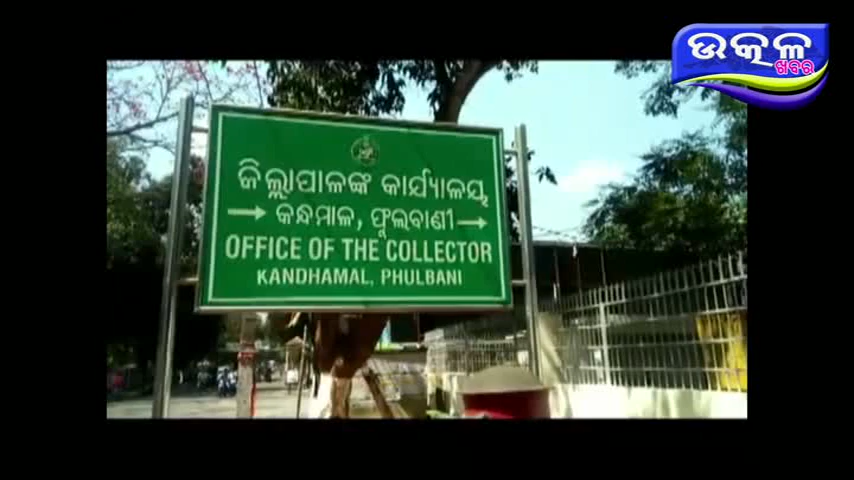 ଉତ୍କଳ
ଖବର
ଜିଲ୍ଲାପାଳଙ୍କ କାର୍ଯ୍ୟାଳୟ
→ କନ୍ଧମାଳ, ଫୁଲବାଣୀ →
OFFICE OF THE COLLECTOR
KANDHAMAL, PHULBANI